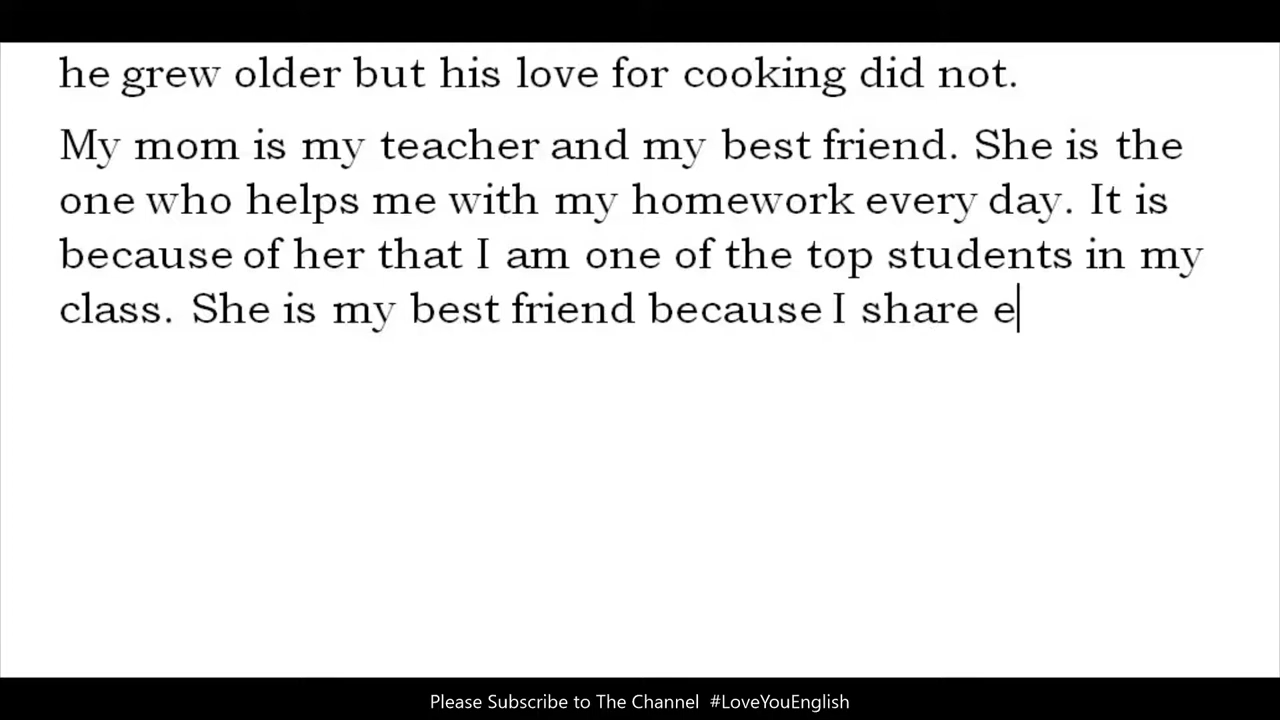 he grew older but his love for cooking did not.
My mom is my teacher and my best friend. She is the
one who helps me with my homework every day. It is
because of her that I am one of the top students in my
class. She is my best friend because I share e
Please Subscribe to The Channel #LoveYouEnglish